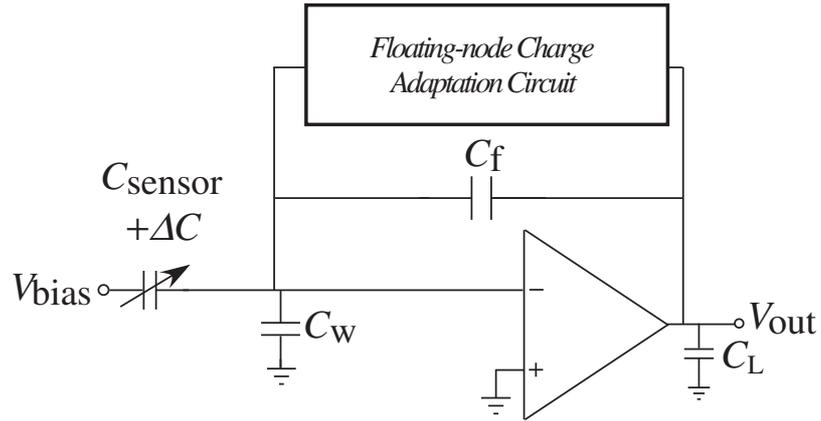 Floating-node Charge
Adaptation Circuit
Cf
Csensor
+ΔC
Vbias
Cw
−
+
Vout
CL